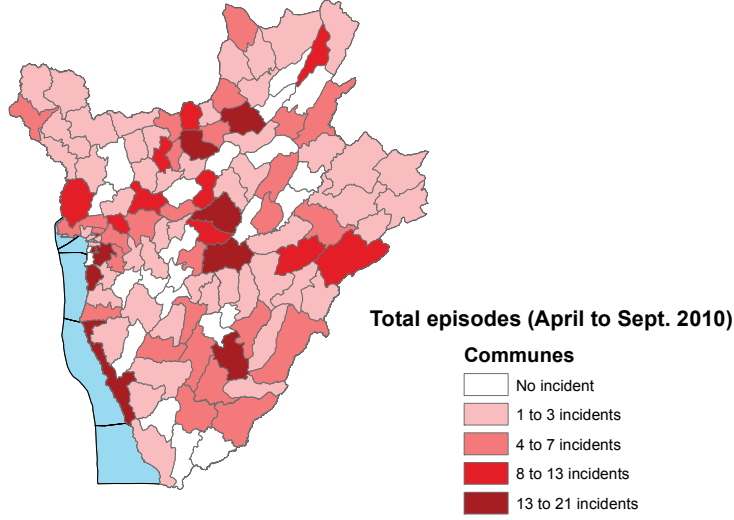 Total episodes (April to Sept. 2010)
Communes
No incident
1 to 3 incidents
4 to 7 incidents
8 to 13 incidents
13 to 21 incidents